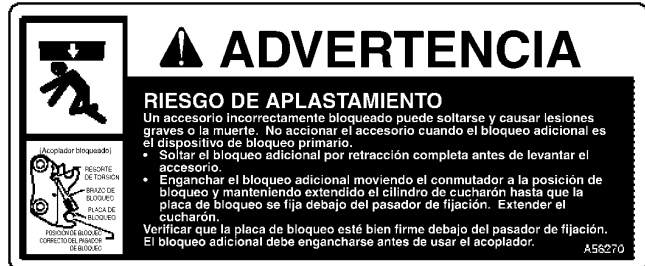 ADVERTENCIA
RIESGO DE APLASTAMIENTO
Un accesorio incorrectamente bloqueado puede soltarse y causar lesiones
graves o la muerte. No accionar el accesorio cuando el bloqueo adicional es
el dispositivo de bloqueo primario.
• Soltar el bloqueo adicional por retracción completa antes de levantar el
accesorio.
• Enganchar el bloqueo adicional moviendo el conmutador a la posición de
bloqueo y manteniendo extendido el cilindro de cucharón hasta que la
placa de bloqueo se fija debajo del pasador de fijación. Extender el
cucharón.
Verificar que la placa de bloqueo esté bien firme debajo del pasador de fijación.
El bloqueo adicional debe engancharse antes de usar el acoplador.
A56270
(Acoplador bloqueado)
RESORTE
DE TORSIÓN
BRAZO DE
BLOQUEO
PLACA DE
BLOQUEO
POSICIÓN DE BLOQUEO
CORRECTO DEL PASADOR
DE BLOQUEO